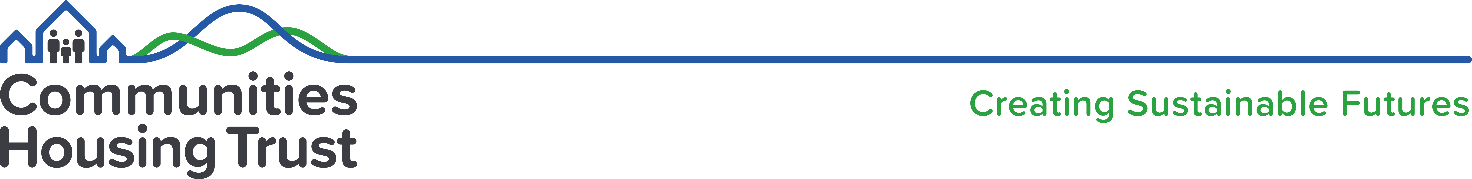 Communities
Housing Trust
Creating Sustainable Futures